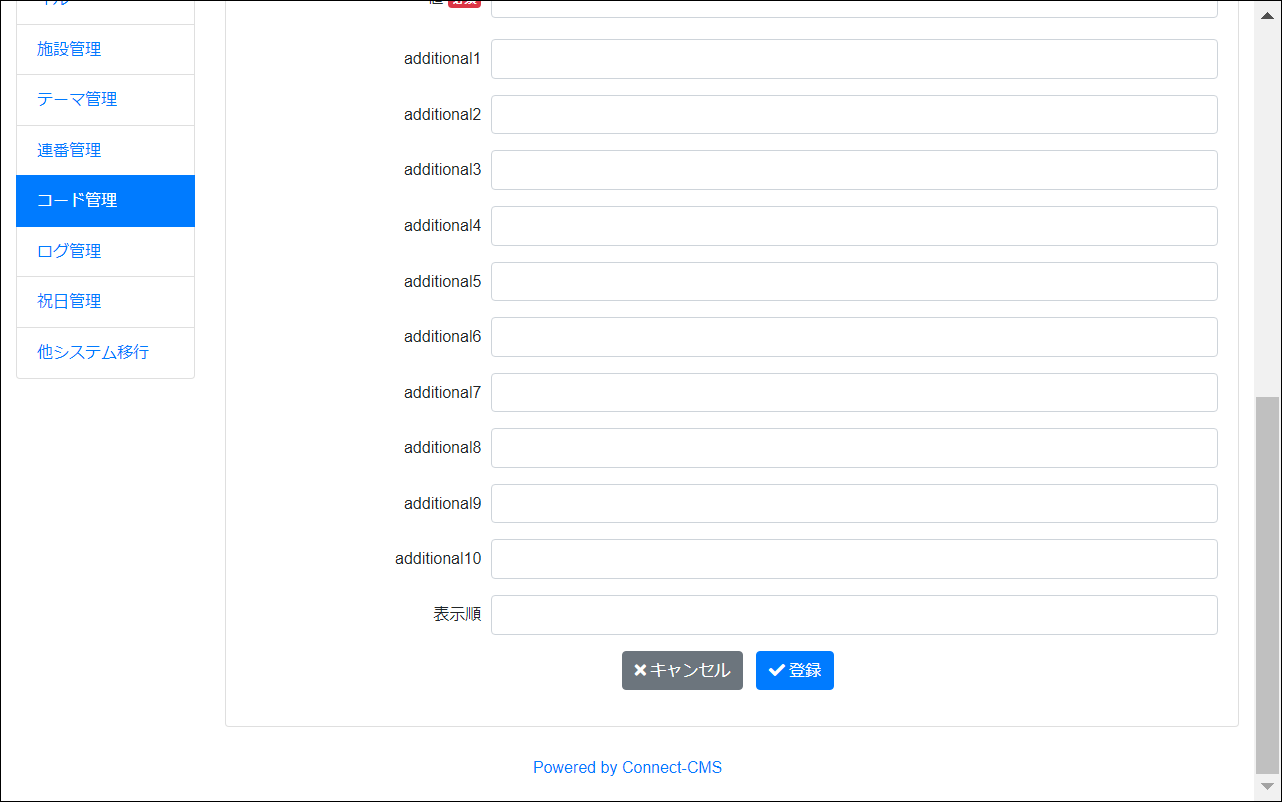 施設管理
テーマ管理
連番管理
コード管理
ログ管理
祝日管理
他システム移行
値 必須
additional1
additional2
additional3
additional4
additional5
additional6
additional7
additional8
additional9
additional10
表示順
キャンセル 登録
Powered by Connect-CMS